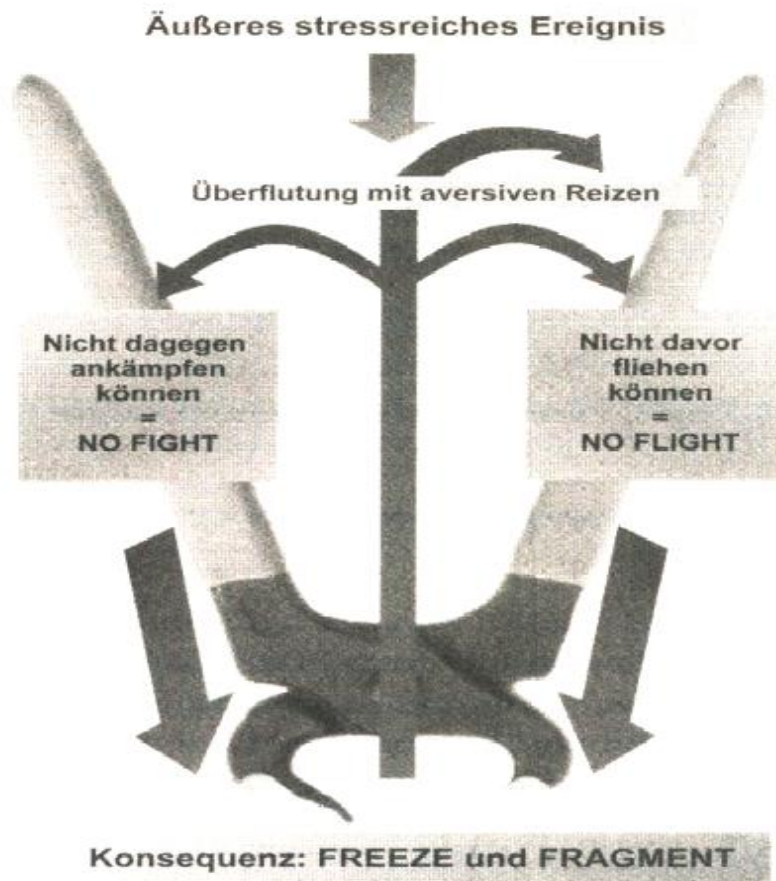 Äußeres stressreiches Ereignis
Überflutung mit aversiven Reizen
Nicht dagegen
ankämpfen
können
=
NO FIGHT
Nicht davor
fliehen
können
=
NO FLIGHT
Konsequenz: FREEZE und FRAGMENT